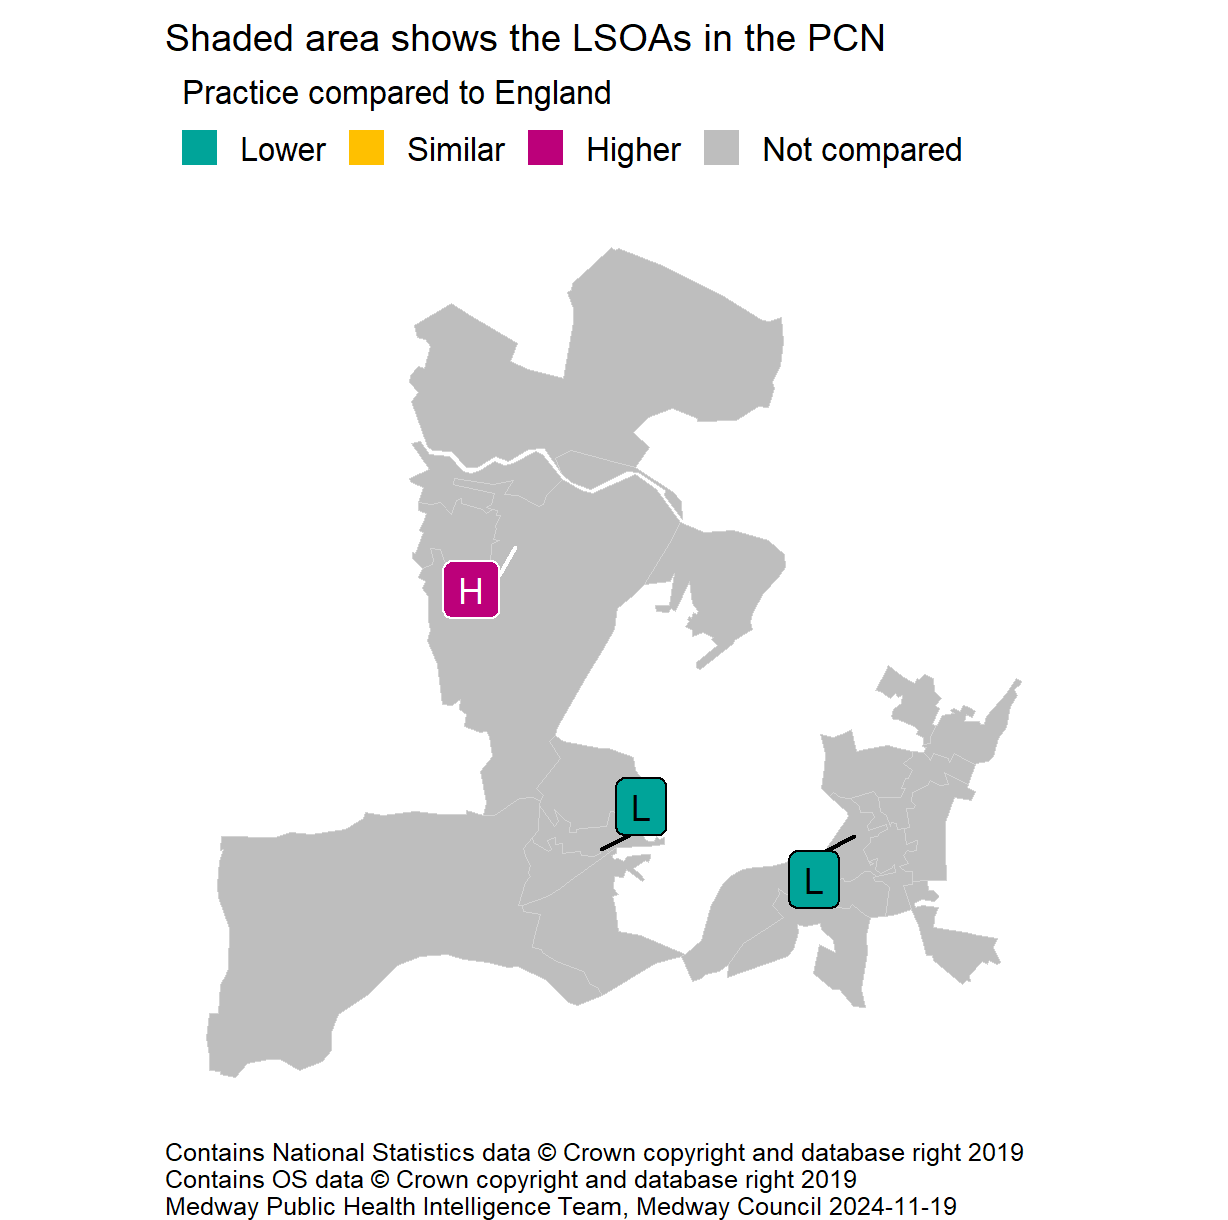 Shaded area shows the LSOAs in the PCN
Practice compared to England
Lower Similar Higher Not compared
H
L
L
Contains National Statistics data © Crown copyright and database right 2019
Contains OS data © Crown copyright and database right 2019
Medway Public Health Intelligence Team, Medway Council 2024-11-19